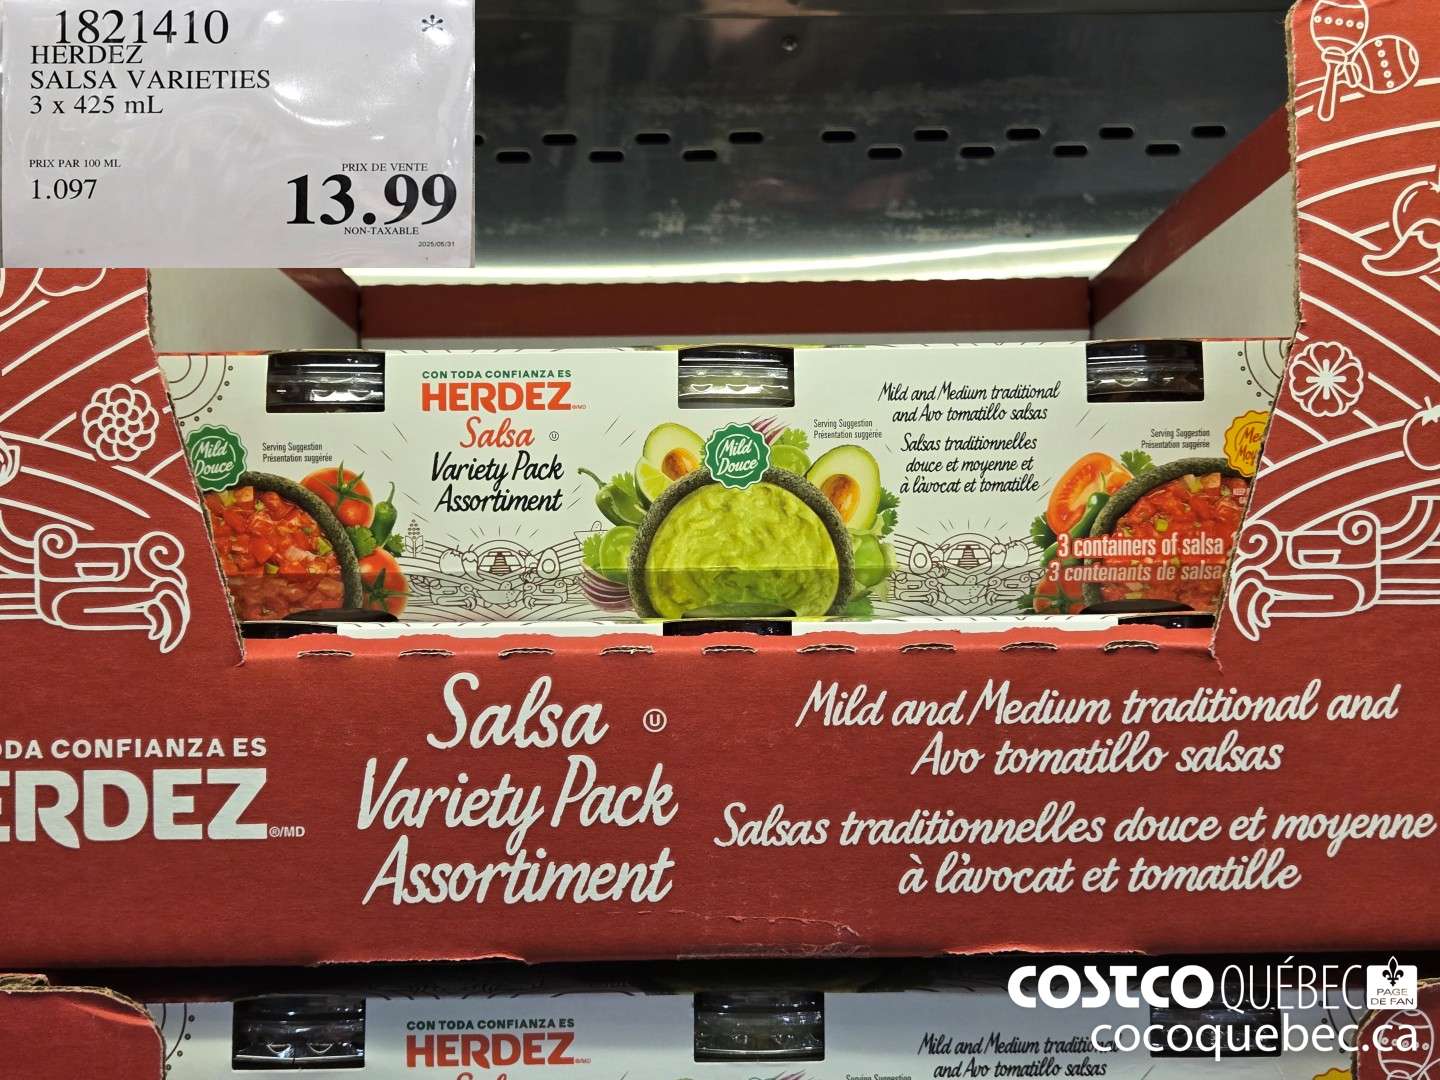 1821410
*
HERDEZ
SALSA VARIETIES
3 x 425 mL
PRIX PAR 100 ML
1.097
PRIX DE VENTE
13.99
NON-TAXABLE
2025/05/31
CON TODA CONFIANZA ES
HERDEZ ®/MD
Salsa U
Variety Pack
Assortiment
Mild
Douce
Serving Suggestion
Présentation suggérée
Mild
Douce
Serving Suggestion
Présentation suggérée
Mild and Medium traditional
and Avo tomatillo salsas
Salsas traditionnelles
douce et moyenne et
à l'avocat et tomatille
Serving Suggestion
Présentation suggérée
Me
Moy
3 containers of salsa
3 contenants de salsa
ODA CONFIANZA ES
ERDEZ ®/MD
Salsa U
Variety Pack
Assortiment
Mild and Medium traditional and
Avo tomatillo salsas
Salsas traditionnelles douce et moyenne
à l'avocat et tomatille
CON TODA CONFIANZA ES
HERDEZ
Mild and Medium traditional
and Avo tomatillo salsas
Serving Suggestion
COSTCO QUÉBEC
PAGE
DE FAN
cocoquebec.ca